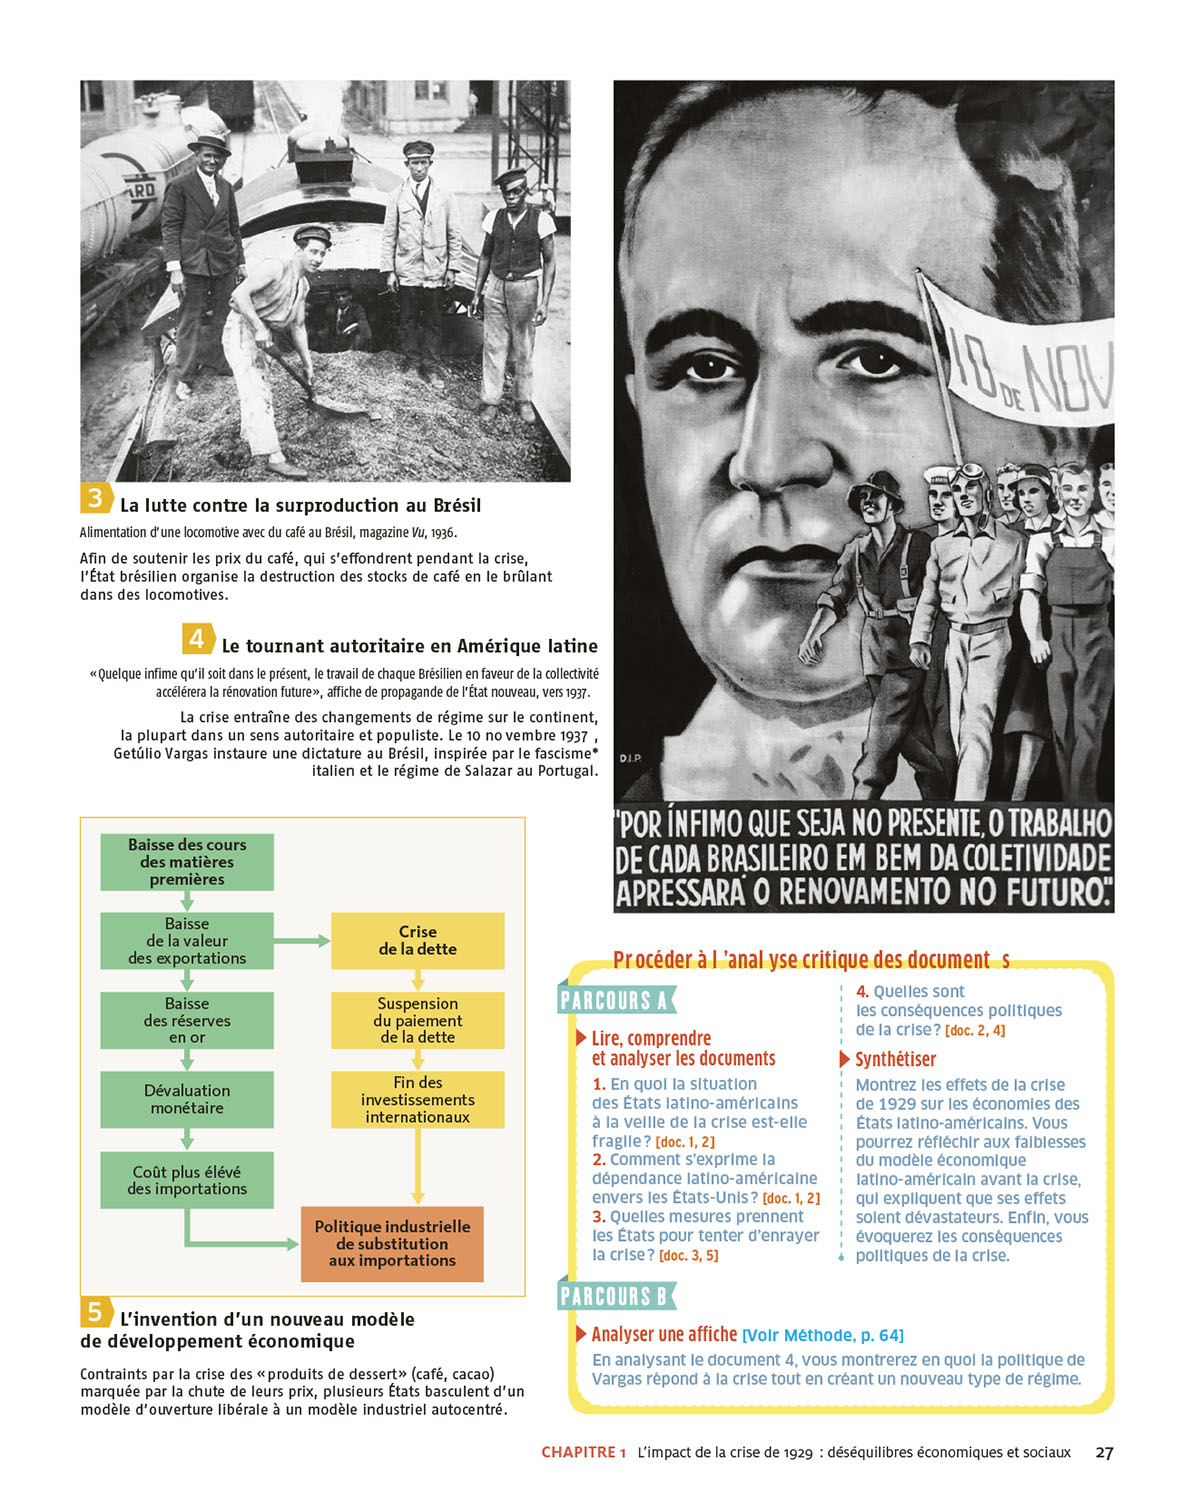 ARD
3 La lutte contre la surproduction au Brésil
Alimentation d'une locomotive avec du café au Brésil, magazine Vu, 1936.
Afin de soutenir les prix du café, qui s'effondrent pendant la crise,
l'État brésilien organise la destruction des stocks de café en le brûlant
dans des locomotives.
4 Le tournant autoritaire en Amérique latine
« Quelque infime qu'il soit dans le présent, le travail de chaque Brésilien en faveur de la collectivité
accélérera la rénovation future », affiche de propagande de l'État nouveau, vers 1937.
La crise entraîne des changements de régime sur le continent,
la plupart dans un sens autoritaire et populiste. Le 10 no vembre 1937 ,
Getúlio Vargas instaure une dictature au Brésil, inspirée par le fascisme*
italien et le régime de Salazar au Portugal.
10 DE NOV
D.I.P.
"POR ÍNFIMO QUE SEJA NO PRESENTE, O TRABALHO
DE CADA BRASILEIRO EM BEM DA COLETIVIDADE
APRESSARÁ O RENOVAMENTO NO FUTURO."
Baisse des cours
des matières
premières
Baisse
de la valeur
des exportations
Crise
de la dette
Baisse
des réserves
en or
Suspension
du paiement
de la dette
Dévaluation
monétaire
Fin des
investissements
internationaux
Coût plus élévé
des importations
Politique industrielle
de substitution
aux importations
5 L'invention d'un nouveau modèle
de développement économique
Contraints par la crise des « produits de dessert » (café, cacao)
marquée par la chute de leurs prix, plusieurs États basculent d'un
modèle d'ouverture libérale à un modèle industriel autocentré.
Pr océder à l 'anal yse critique des document s
PARCOURS A
Lire, comprendre
et analyser les documents
1. En quoi la situation
des États latino-américains
à la veille de la crise est-elle
fragile ? [doc. 1, 2]
2. Comment s'exprime la
dépendance latino-américaine
envers les États-Unis ? [doc. 1, 2]
3. Quelles mesures prennent
les États pour tenter d'enrayer
la crise ? [doc. 3, 5]
4. Quelles sont
les conséquences politiques
de la crise ? [doc. 2, 4]
Synthétiser
Montrez les effets de la crise
de 1929 sur les économies des
États latino-américains. Vous
pourrez réfléchir aux faiblesses
du modèle économique
latino-américain avant la crise,
qui expliquent que ses effets
soient dévastateurs. Enfin, vous
évoquerez les conséquences
politiques de la crise.
PARCOURS B
Analyser une affiche [Voir Méthode, p. 64]
En analysant le document 4, vous montrerez en quoi la politique de
Vargas répond à la crise tout en créant un nouveau type de régime.
CHAPITRE 1 L'impact de la crise de 1929 : déséquilibres économiques et sociaux 27